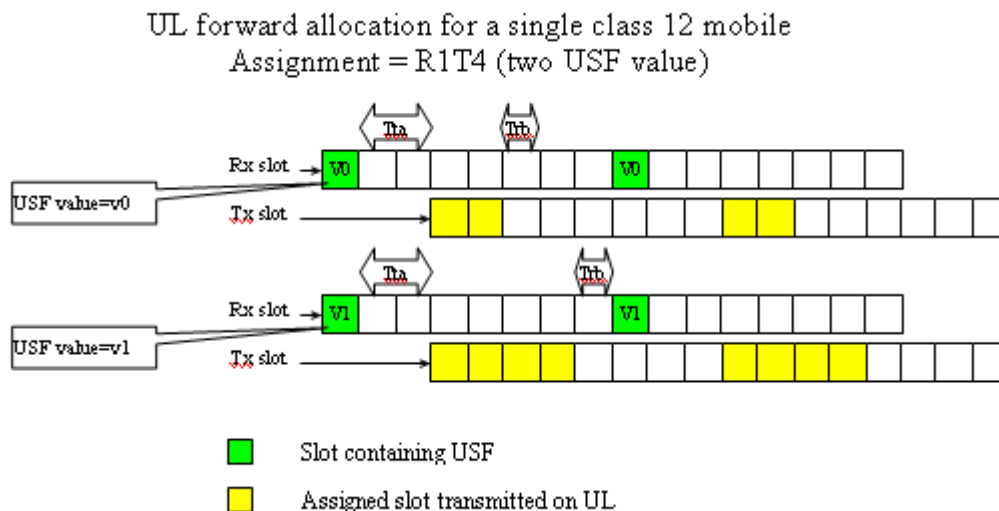 UL forward allocation for a single class 12 mobile
Assignment = R1T4 (two USF value)
Tta
Trb
Rx slot
V0
V0
USF value=v0
Tx slot
Tta
Trb
Rx slot
V1
V1
USF value=v1
Tx slot
Slot containing USF
Assigned slot transmitted on UL